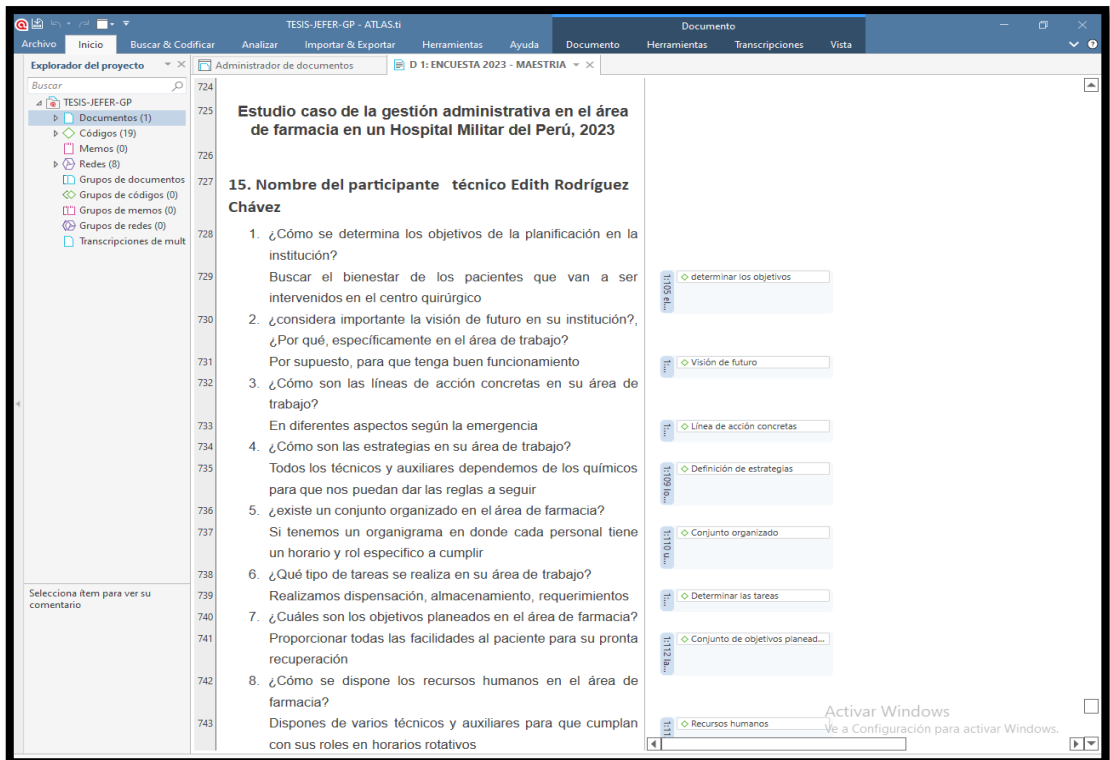 TESIS-JEFER-GP - ATLAS.ti
Documento
Archivo Inicio Buscar & Codificar Analizar Importar & Exportar Herramientas Ayuda Documento Herramientas Transcripciones Vista
Explorador del proyecto
Administrador de documentos
D 1: ENCUESTA 2023 - MAESTRIA
Buscar
TESIS-JEFER-GP
Documentos (1)
Códigos (19)
Memos (0)
Redes (8)
Grupos de documentos
Grupos de códigos (0)
Grupos de memos (0)
Grupos de redes (0)
Transcripciones de mult
Selecciona ítem para ver su
comentario
724
725 Estudio caso de la gestión administrativa en el área
de farmacia en un Hospital Militar del Perú, 2023
726
727 15. Nombre del participante técnico Edith Rodríguez
Chávez
728 1. ¿Cómo se determina los objetivos de la planificación en la
institución?
729 Buscar el bienestar de los pacientes que van a ser
intervenidos en el centro quirúrgico
730 2. ¿considera importante la visión de futuro en su institución?,
¿Por qué, específicamente en el área de trabajo?
731 Por supuesto, para que tenga buen funcionamiento
732 3. ¿Cómo son las líneas de acción concretas en su área de
trabajo?
733 En diferentes aspectos según la emergencia
734 4. ¿Cómo son las estrategias en su área de trabajo?
735 Todos los técnicos y auxiliares dependemos de los químicos
para que nos puedan dar las reglas a seguir
736 5. ¿existe un conjunto organizado en el área de farmacia?
737 Si tenemos un organigrama en donde cada personal tiene
un horario y rol especifico a cumplir
738 6. ¿Qué tipo de tareas se realiza en su área de trabajo?
739 Realizamos dispensación, almacenamiento, requerimientos
740 7. ¿Cuáles son los objetivos planeados en el área de farmacia?
741 Proporcionar todas las facilidades al paciente para su pronta
recuperación
742 8. ¿Cómo se dispone los recursos humanos en el área de
farmacia?
743 Dispones de varios técnicos y auxiliares para que cumplan
con sus roles en horarios rotativos
1:105 el...
determinar los objetivos
1:...
Visión de futuro
1:...
Línea de acción concretas
1:109 lo...
Definición de estrategias
1:110 u...
Conjunto organizado
1:...
Determinar las tareas
1:112 la...
Conjunto de objetivos planead...
1:11
Recursos humanos
Activar Windows
Ve a Configuración para activar Windows.